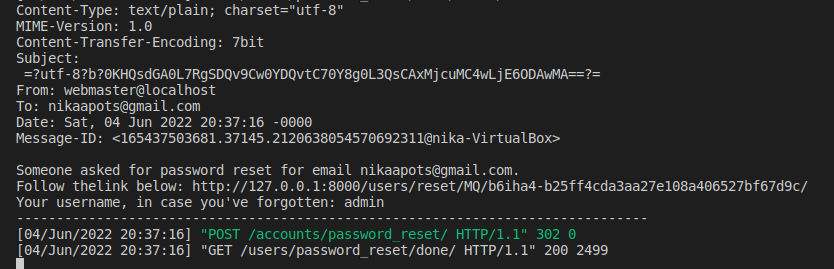 Content-Type: text/plain; charset="utf-8"
MIME-Version: 1.0
Content-Transfer-Encoding: 7bit
Subject:
 =?utf-8?b?0KHQsdGA0L7RgSDQv9Cw0YDQvtC70Y8g0L3QsCAxMjcuMC4wLjE6ODAwMA==?=
From: webmaster@localhost
To: nikaapots@gmail.com
Date: Sat, 04 Jun 2022 20:37:16 -0000
Message-ID: <165437503681.37145.2120638054570692311@nika-VirtualBox>

Someone asked for password reset for email nikaapots@gmail.com.
Follow thelink below: http://127.0.0.1:8000/users/reset/MQ/b6iha4-b25ff4cda3aa27e108a406527bf67d9c/
Your username, in case you've forgotten: admin
-------------------------------------------------------------------------------
[04/Jun/2022 20:37:16] "POST /accounts/password_reset/ HTTP/1.1" 302 0
[04/Jun/2022 20:37:16] "GET /users/password_reset/done/ HTTP/1.1" 200 2499